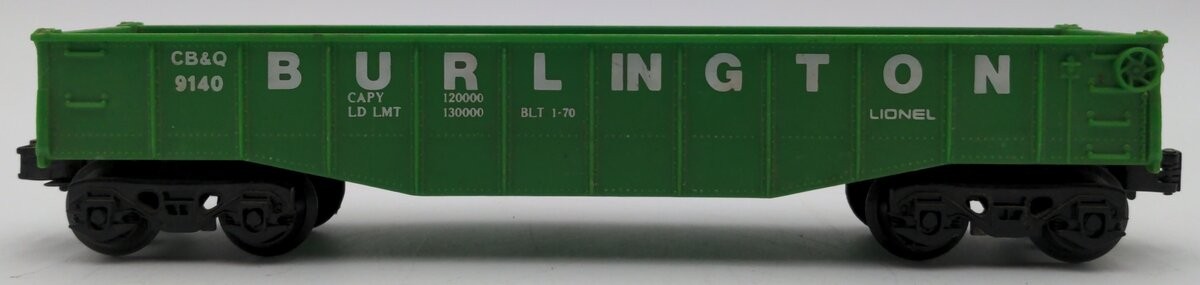 CB&Q
9140
BURLINGTON
CAPY 120000
LD LMT 130000 BLT 1-70
LIONEL